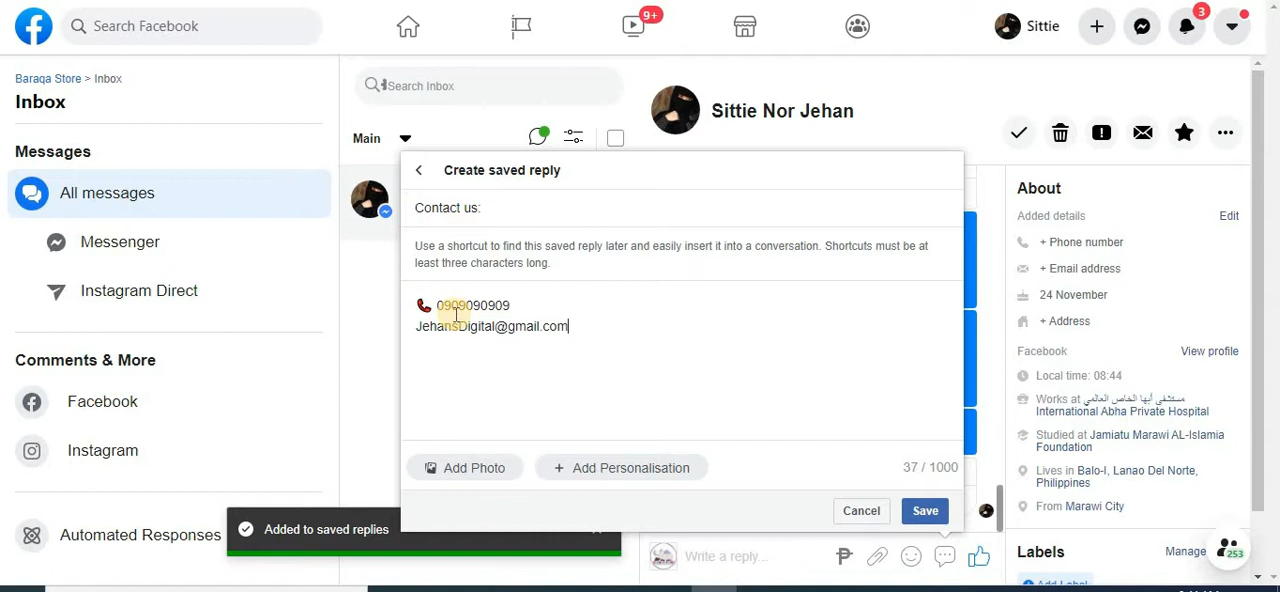 Search Facebook
9+
Sittie
3
Baraqa Store > Inbox
Inbox
Messages
All messages
Messenger
Instagram Direct
Comments & More
Facebook
Instagram
Automated Responses
Added to saved replies
Search Inbox
Main
Sittie Nor Jehan
Create saved reply
Contact us:
Use a shortcut to find this saved reply later and easily insert it into a conversation. Shortcuts must be at
least three characters long.
0909090909
JehansDigital@gmail.com
Add Photo
+ Add Personalisation
37 / 1000
Cancel
Save
Write a reply...
About
Added details
Edit
+ Phone number
+ Email address
24 November
+ Address
Facebook
View profile
Local time: 08:44
Works at مستشفى أبها الخاص العالمي
International Abha Private Hospital
Studied at Jamiatu Marawi AL-Islamia
Foundation
Lives in Balo-I, Lanao Del Norte,
Philippines
From Marawi City
Labels
Manage
253
Add Label